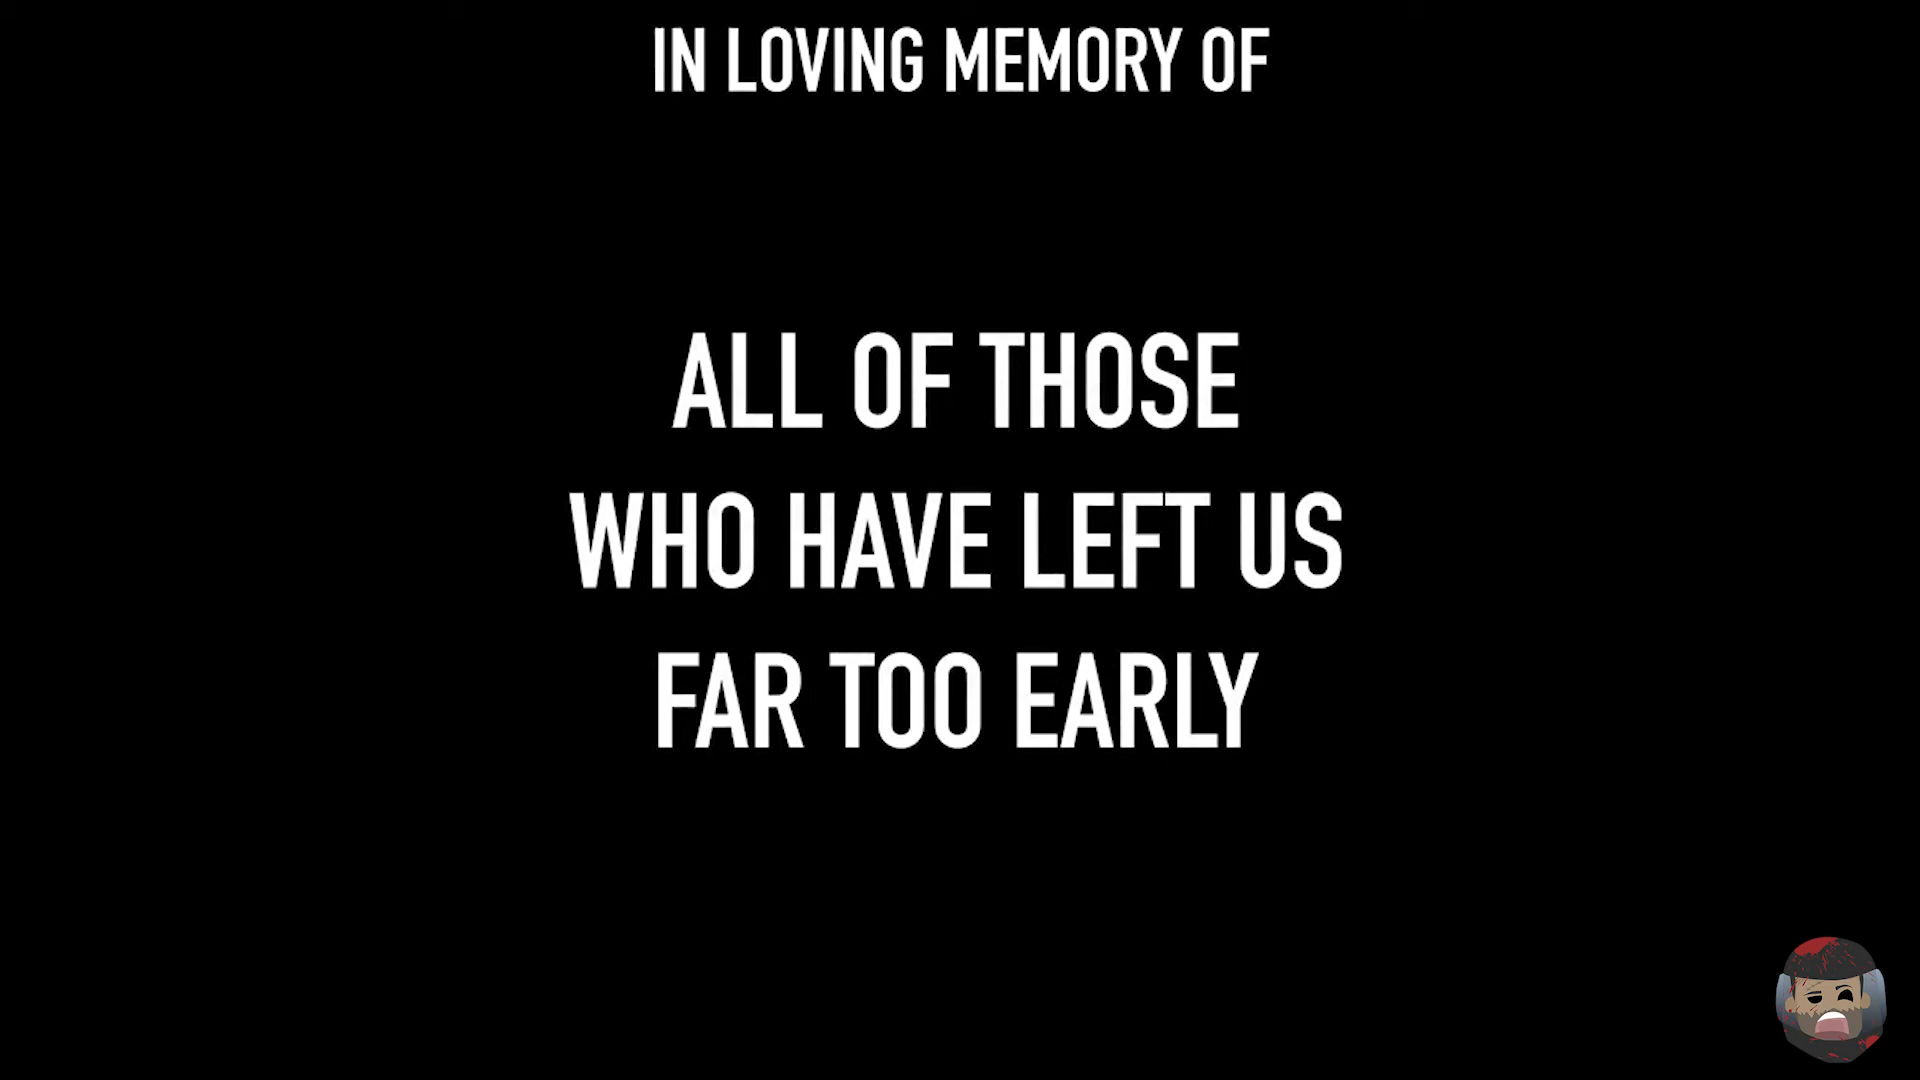 IN LOVING MEMORY OF
ALL OF THOSE
WHO HAVE LEFT US
FAR TOO EARLY